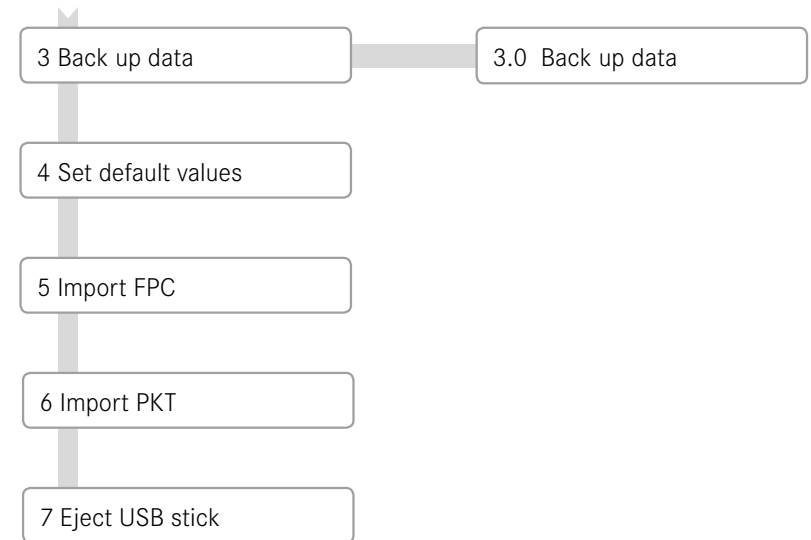 3 Back up data
3.0 Back up data
4 Set default values
5 Import FPC
6 Import PKT
7 Eject USB stick